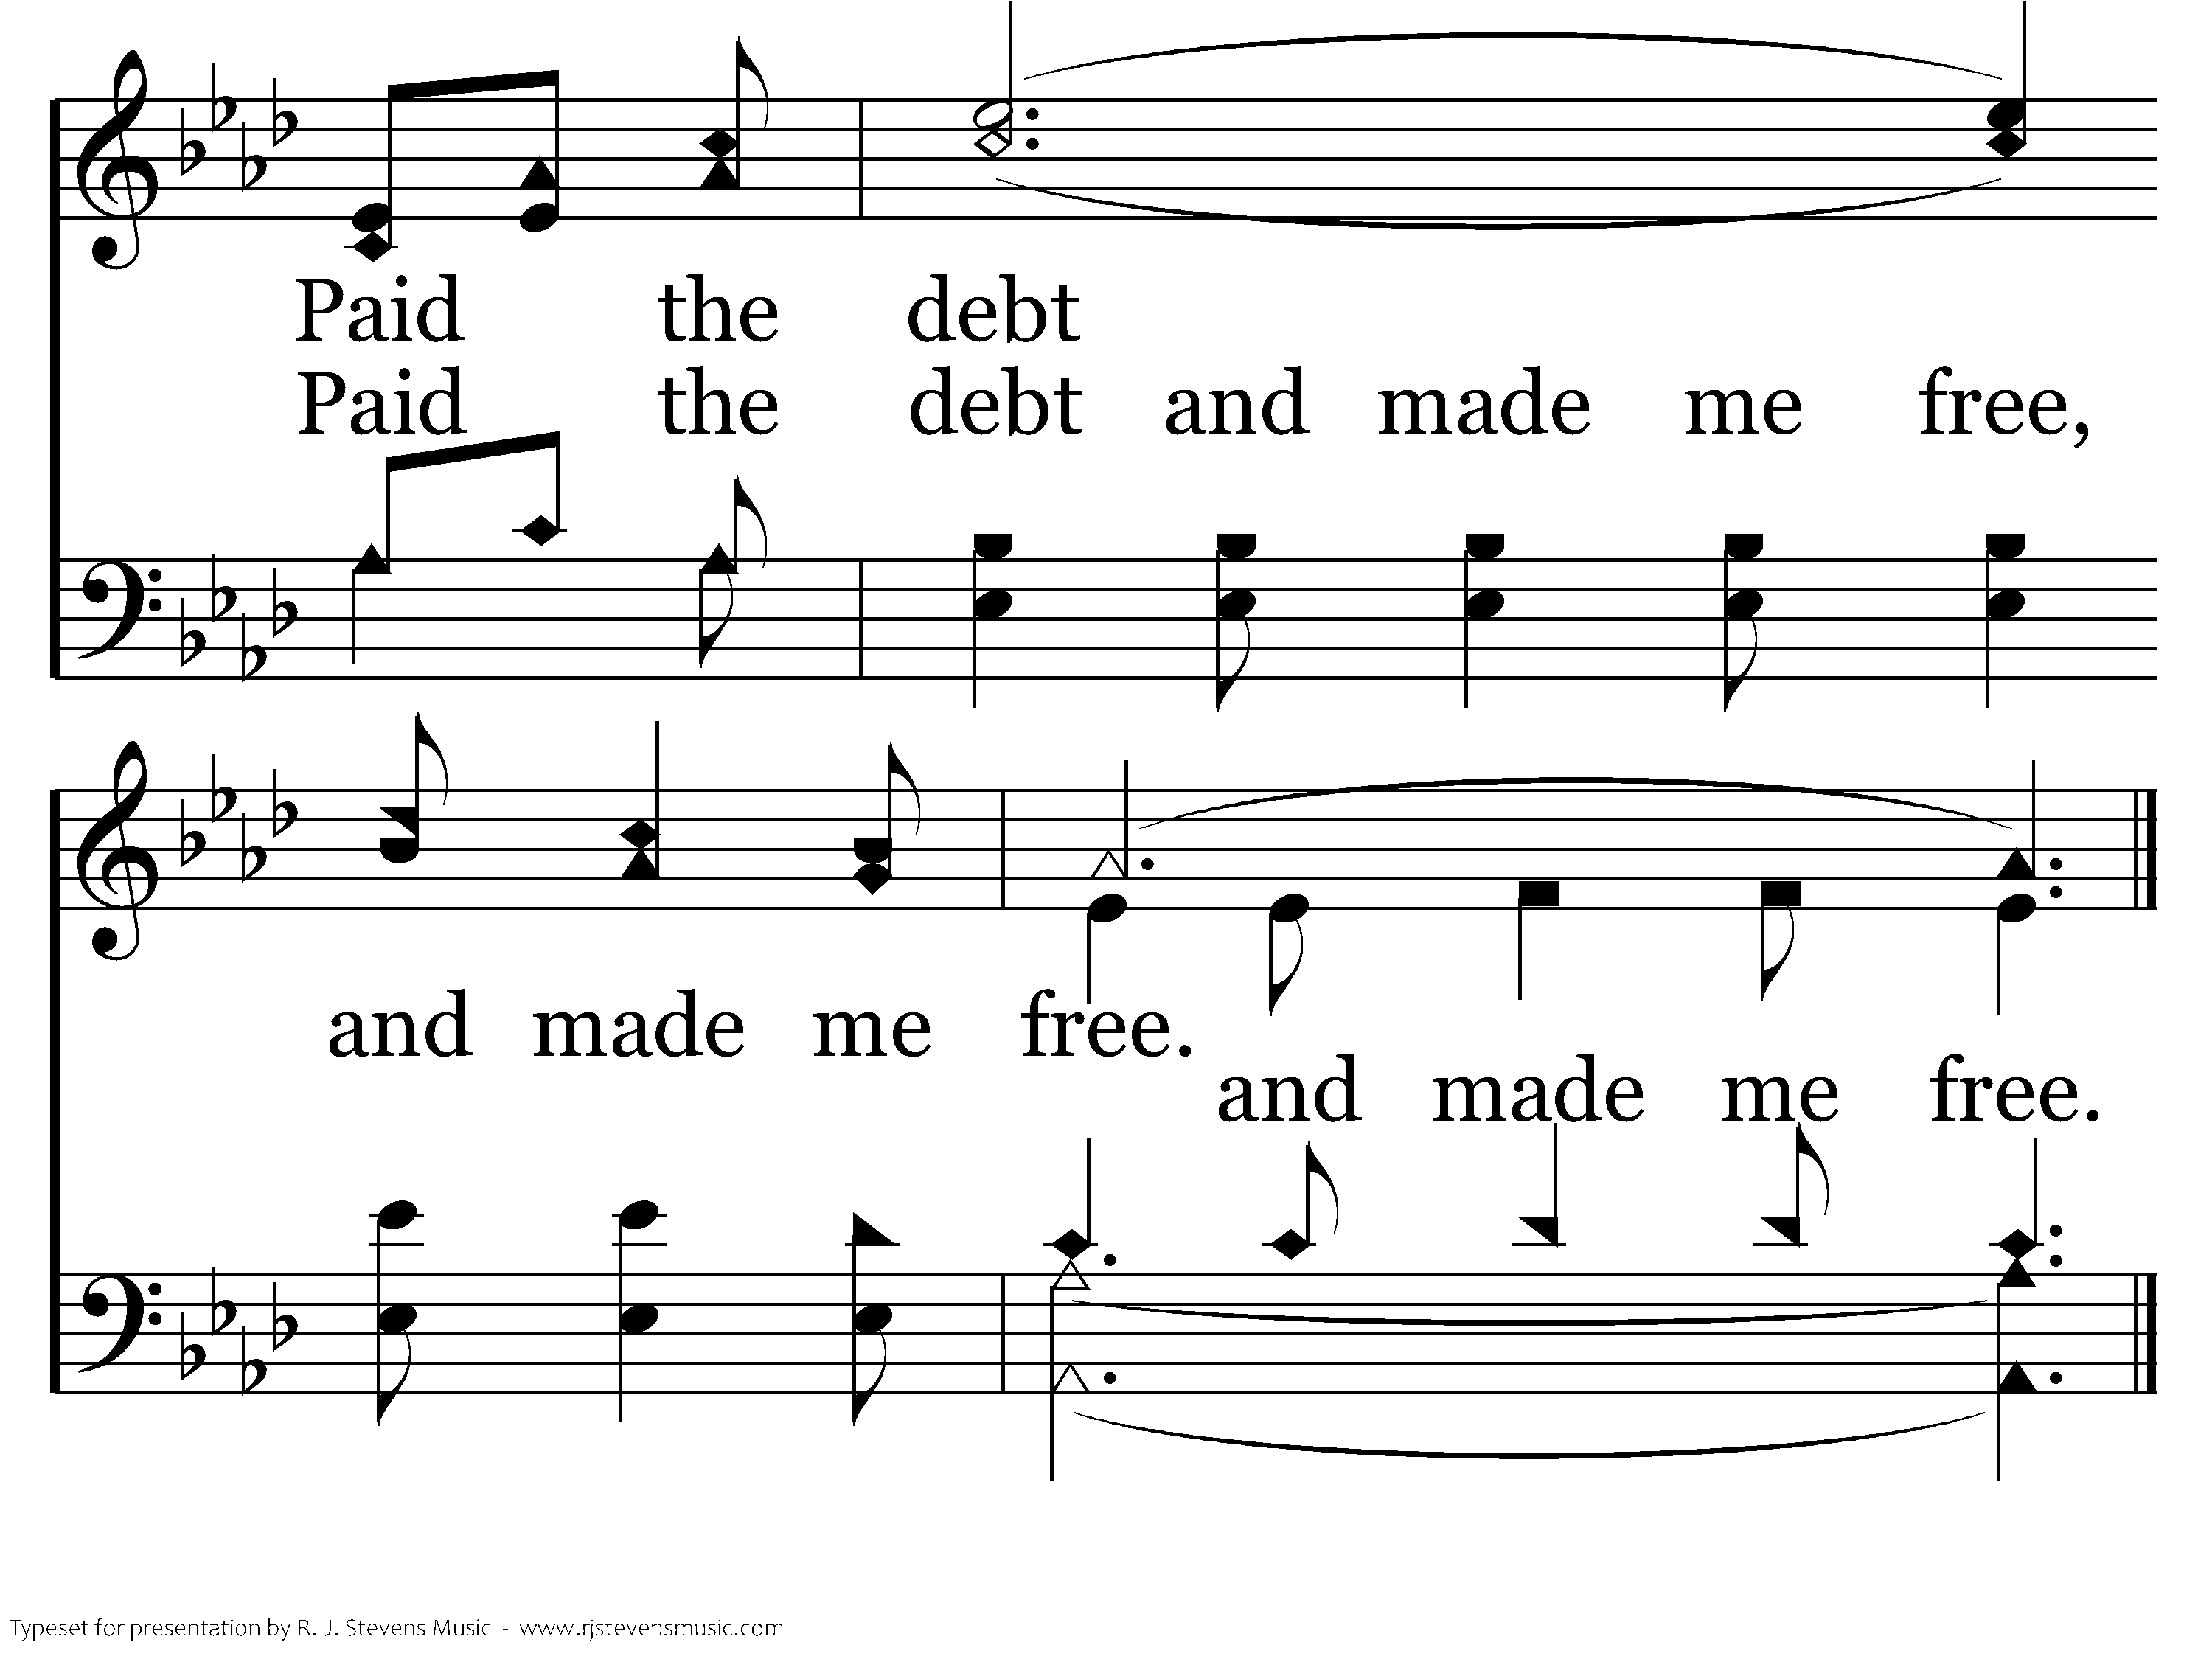 Paid the debt
Paid the debt and made me free,
and made me free.
and made me free.
Typeset for presentation by R. J. Stevens Music - www.rjstevensmusic.com